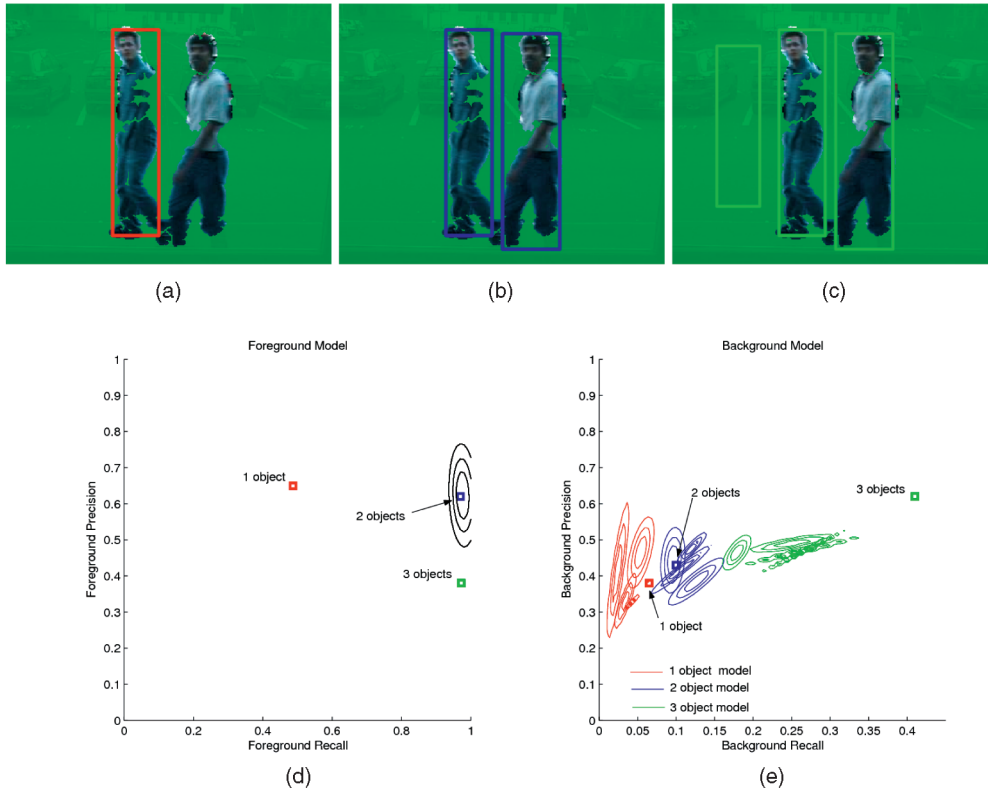 (a) (b) (c)
Foreground Model
Foreground Precision
1
0.9
0.8
0.7
0.6
0.5
0.4
0.3
0.2
0.1
0
1 object
2 objects
3 objects
0 0.2 0.4 0.6 0.8 1
Foreground Recall
(d)
Background Model
Background Precision
1
0.9
0.8
0.7
0.6
0.5
0.4
0.3
0.2
0.1
0
2 objects
3 objects
1 object
1 object model
2 object model
3 object model
0 0.05 0.1 0.15 0.2 0.25 0.3 0.35 0.4
Background Recall
(e)